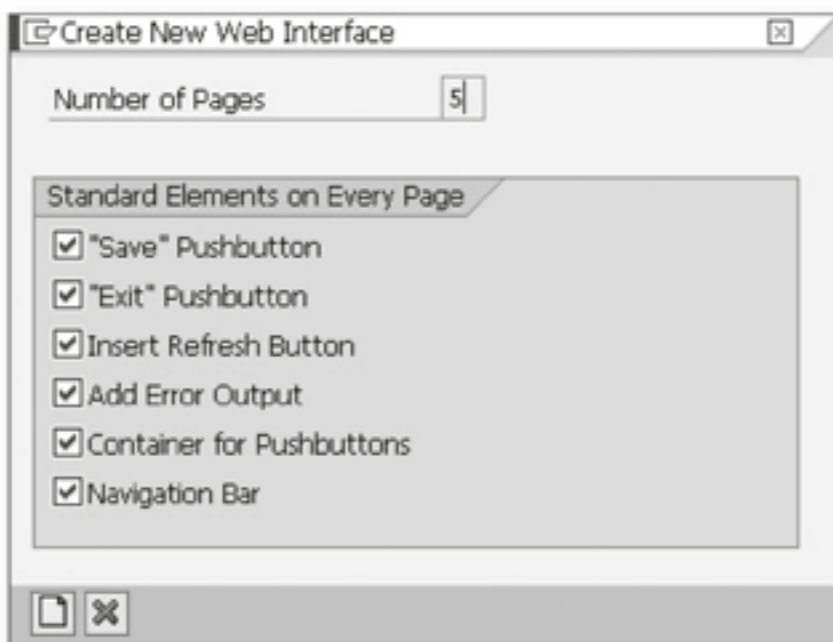 Create New Web Interface
Number of Pages 5
Standard Elements on Every Page
"Save" Pushbutton
"Exit" Pushbutton
Insert Refresh Button
Add Error Output
Container for Pushbuttons
Navigation Bar